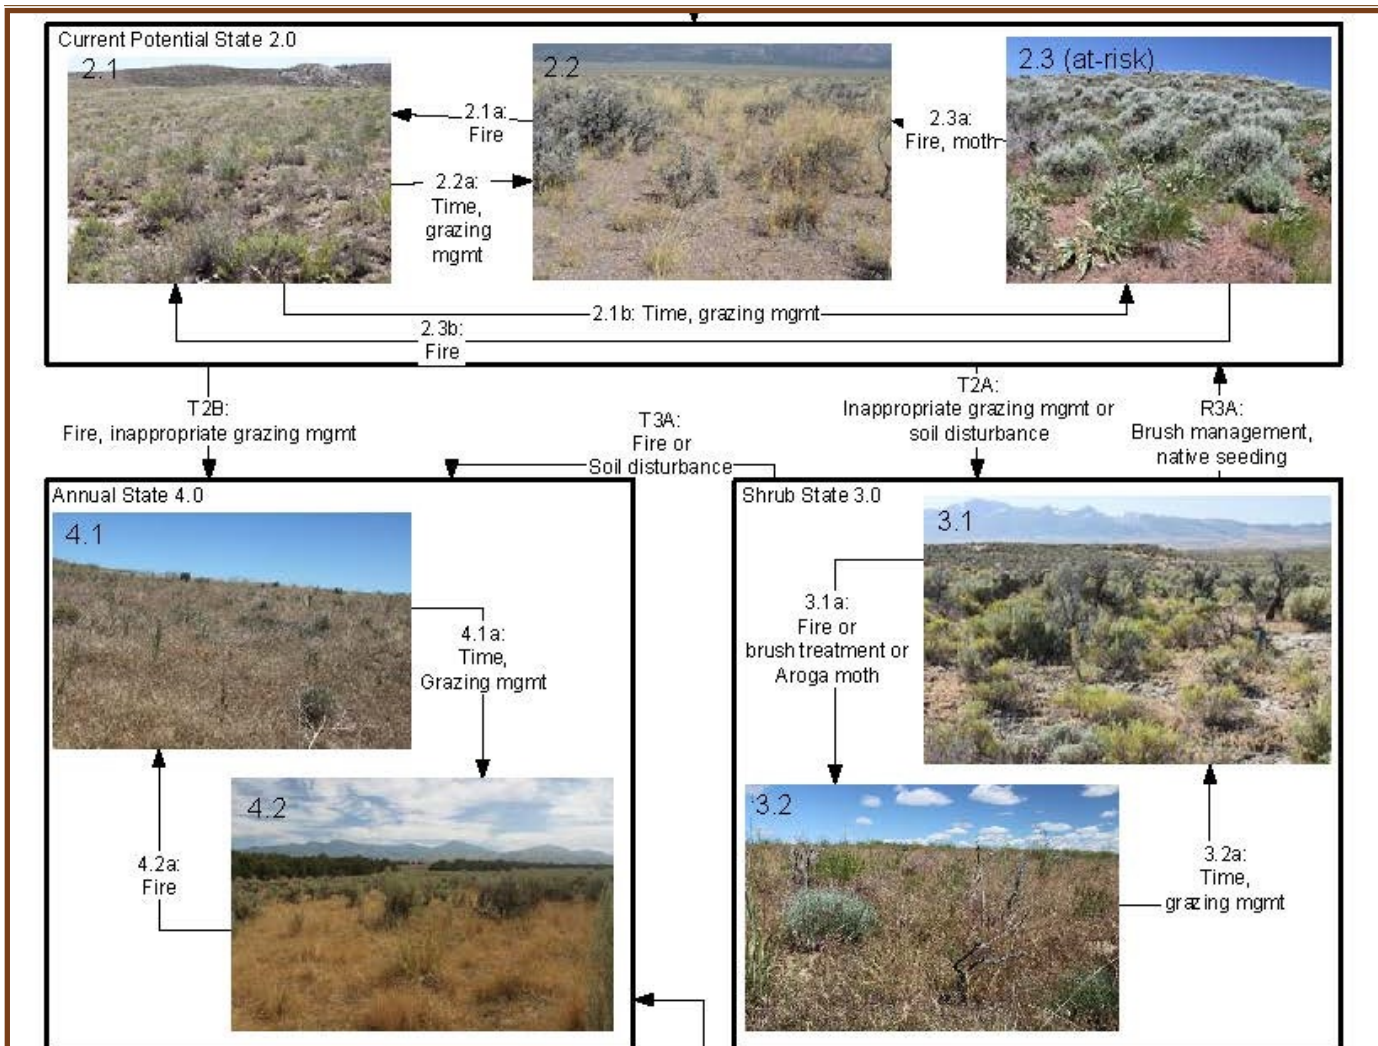 Current Potential State 2.0
2.1
2.2
2.3 (at-risk)
2.1a:
Fire
2.3a:
Fire, moth
2.2a:
Time,
grazing
mgmt
2.1b: Time, grazing mgmt
2.3b:
Fire
T2B:
Fire, inappropriate grazing mgmt
T3A:
Fire or
Soil disturbance
T2A:
Inappropriate grazing mgmt or
soil disturbance
R3A:
Brush management,
native seeding
Annual State 4.0
4.1
4.1a:
Time,
Grazing mgmt
4.2
4.2a:
Fire
Shrub State 3.0
3.1
3.1a:
Fire or
brush treatment or
Aroga moth
3.2
3.2a:
Time,
grazing mgmt